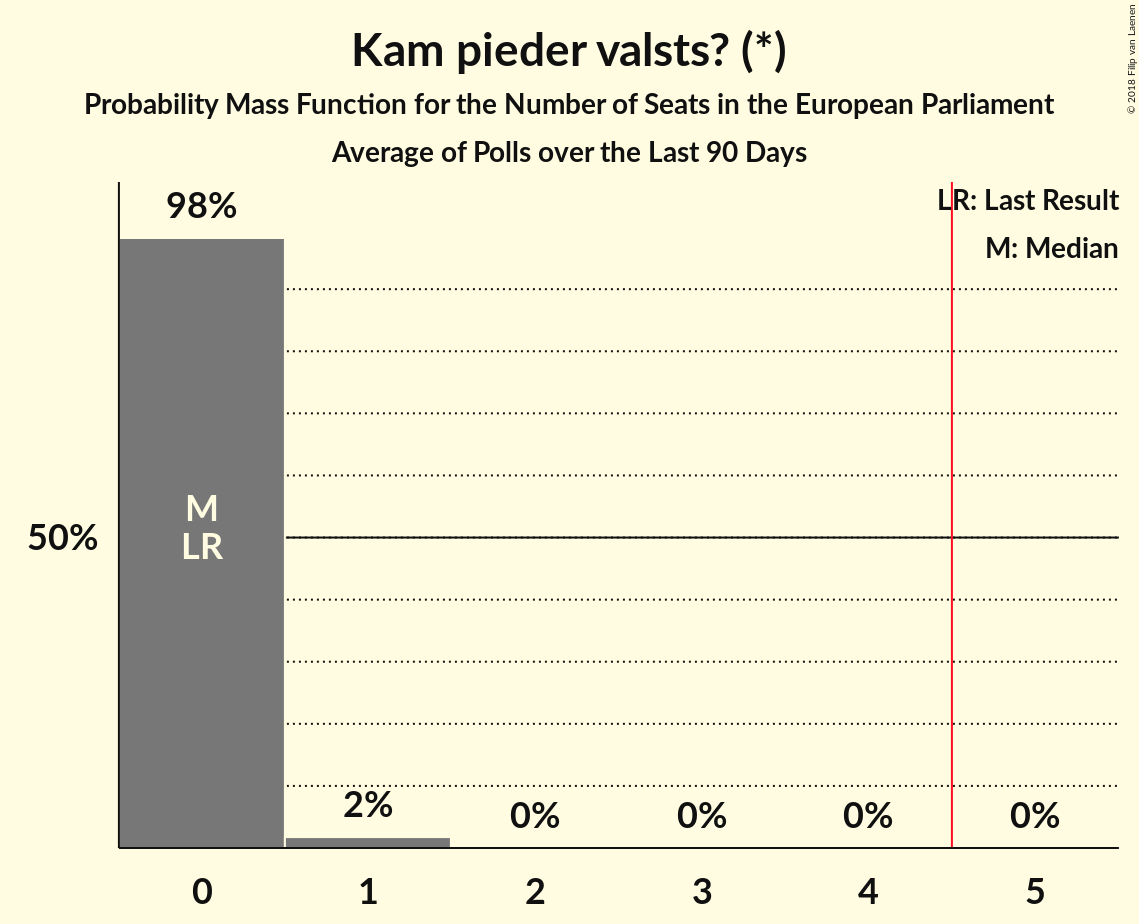 Kam pieder valsts? (*)
Probability Mass Function for the Number of Seats in the European Parliament
Average of Polls over the Last 90 Days
© 2018 Filip van Laenen
98%
LR: Last Result
M: Median
M
LR
50%
2%
0%
0%
0%
0%
0
1
2
3
4
5